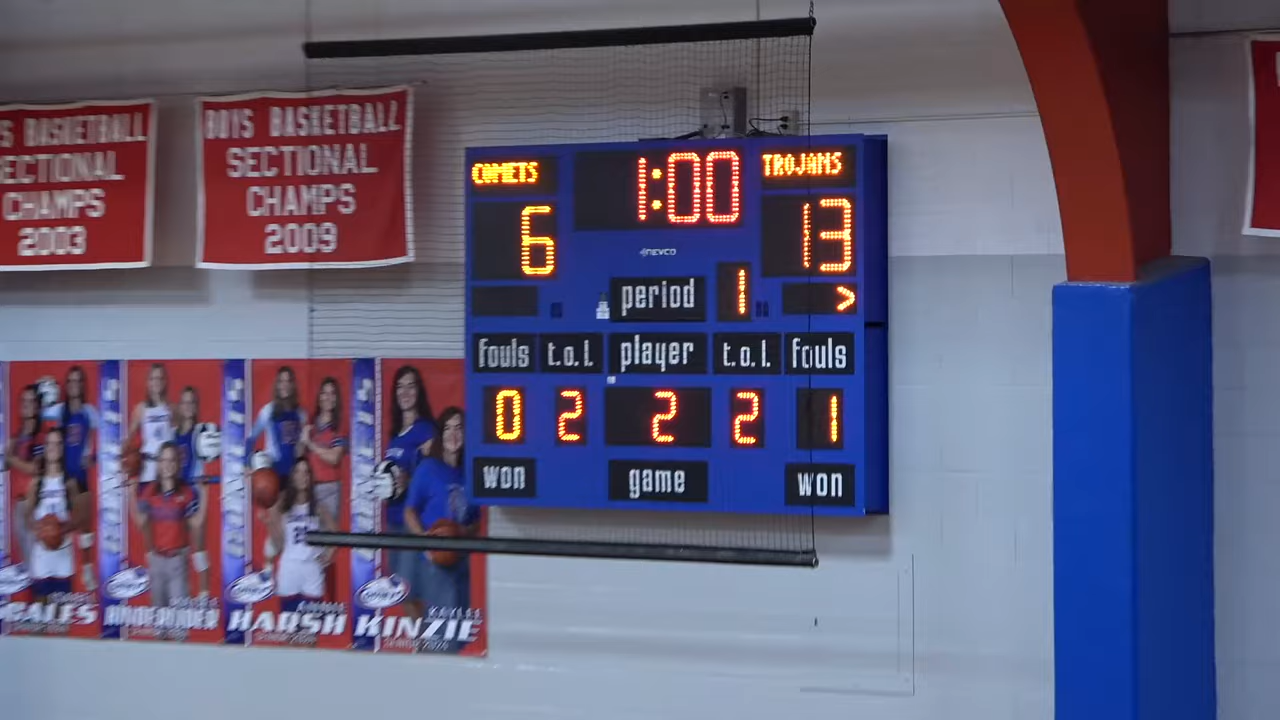 S BASKETBALL
SECTIONAL
CHAMPS
2003
BOYS BASKETBALL
SECTIONAL
CHAMPS
2009
COMETS
1:00
TROJANS
6
13
NEVCO
period
1
>
fouls
t.o.l.
player
t.o.l.
fouls
0
2
2
2
1
won
game
won
HARSH
KAYLEE
KINZIE